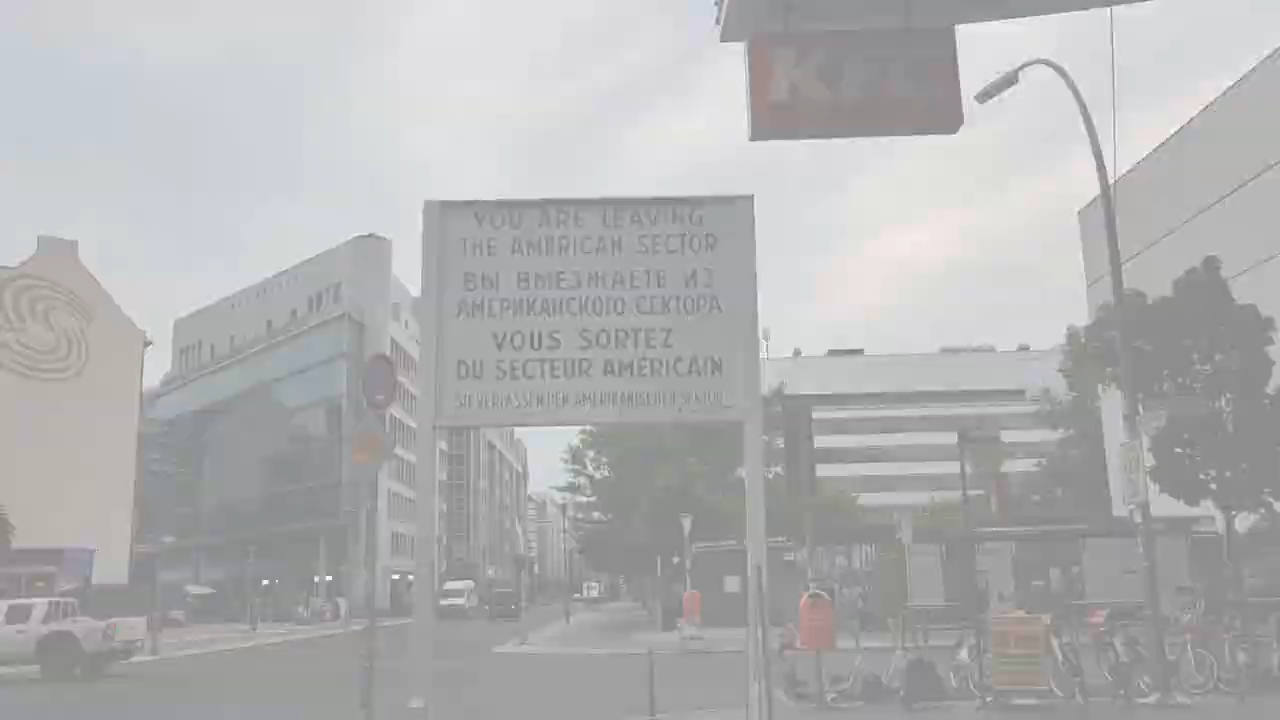 KFC
YOU ARE LEAVING
THE AMERICAN SECTOR
ВЫ ВЫЕЗЖАЕТЕ ИЗ
АМЕРИКАНСКОГО СЕКТОРА
VOUS SORTEZ
DU SECTEUR AMÉRICAIN
SIE VERLASSEN DEN AMERIKANISCHEN SEKTOR